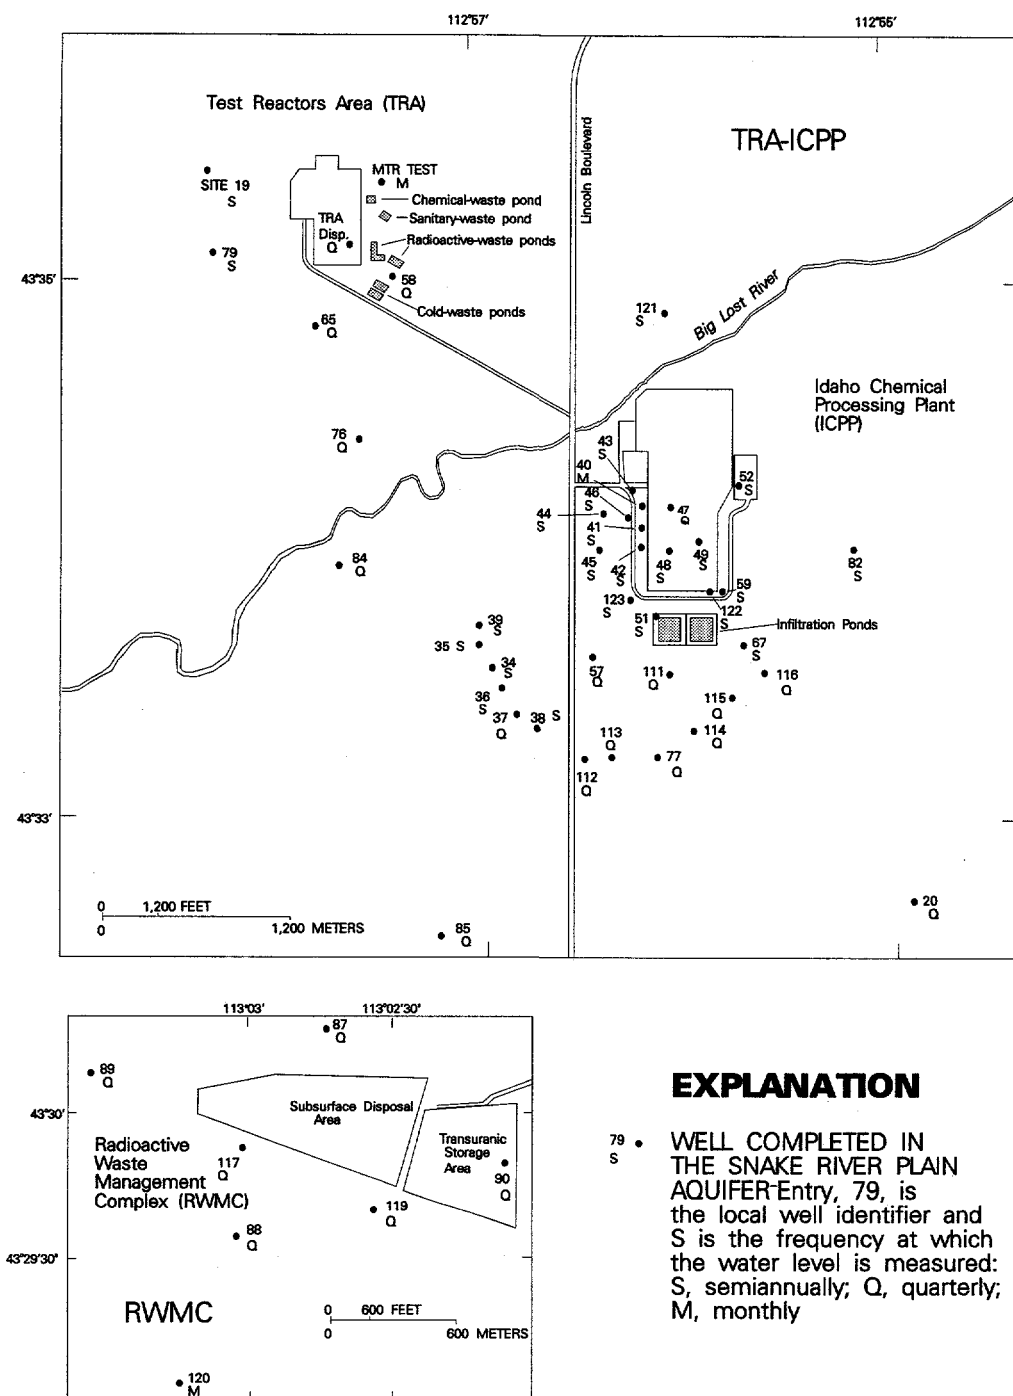 112°57'
112°55'
Test Reactors Area (TRA)
TRA-ICPP
Lincoln Boulevard
MTR TEST
M
SITE 19
S
Chemical-waste pond
Sanitary-waste pond
TRA
Disp.
Q
Radioactive-waste ponds
79
S
43°35'
58
Q
Cold-waste ponds
65
Q
121
S
Big Lost River
Idaho Chemical
Processing Plant
(ICPP)
76
Q
43
S
40
M
46
S
52
S
44
S
47
Q
41
S
45
S
42
S
48
S
49
S
82
S
84
Q
123
S
59
S
122
S
51
S
Infiltration Ponds
39
S
35 S
67
S
34
S
57
Q
111
Q
116
Q
36
S
115
Q
37
Q
38
S
113
Q
114
Q
112
Q
77
Q
43°33'
0 1,200 FEET
0 1,200 METERS
85
Q
20
Q
113°03'
113°02'30"
87
Q
89
Q
43°30'
Subsurface Disposal
Area
Transuranic
Storage
Area
Radioactive
Waste
Management
Complex (RWMC)
117
Q
90
Q
119
Q
88
Q
43°29'30"
RWMC
0 600 FEET
0 600 METERS
120
M
EXPLANATION
79
S
WELL COMPLETED IN
THE SNAKE RIVER PLAIN
AQUIFER-Entry, 79, is
the local well identifier and
S is the frequency at which
the water level is measured:
S, semiannually; Q, quarterly;
M, monthly